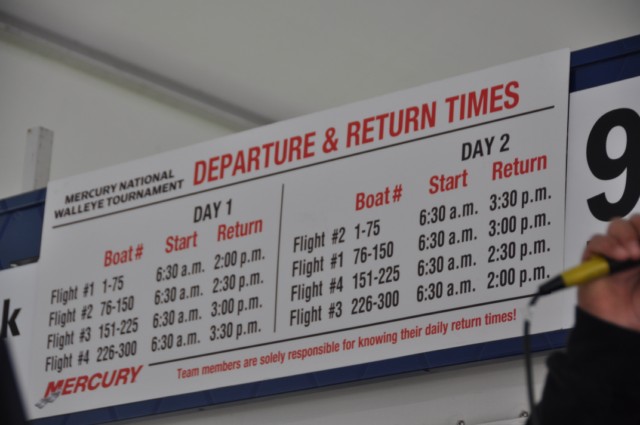 MERCURY NATIONAL
WALLEYE TOURNAMENT
DEPARTURE & RETURN TIMES
DAY 1
Boat # Start Return
Flight #1 1-75 6:30 a.m. 2:00 p.m.
Flight #2 76-150 6:30 a.m. 2:30 p.m.
Flight #3 151-225 6:30 a.m. 3:00 p.m.
Flight #4 226-300 6:30 a.m. 3:30 p.m.
DAY 2
Boat # Start Return
Flight #2 1-75 6:30 a.m. 3:30 p.m.
Flight #1 76-150 6:30 a.m. 3:00 p.m.
Flight #4 151-225 6:30 a.m. 2:30 p.m.
Flight #3 226-300 6:30 a.m. 2:00 p.m.
MERCURY
Team members are solely responsible for knowing their daily return times!
k
9